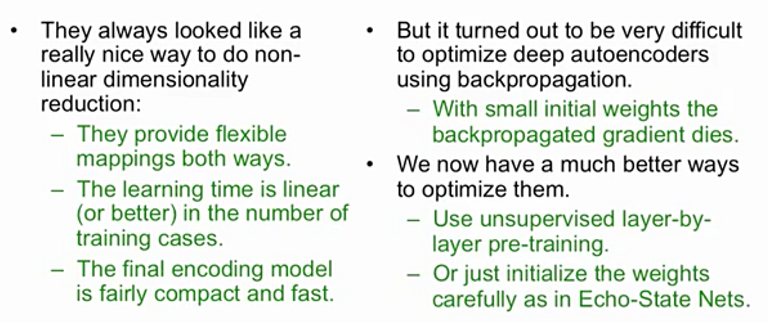 • They always looked like a
really nice way to do non-
linear dimensionality
reduction:
– They provide flexible
mappings both ways.
– The learning time is linear
(or better) in the number of
training cases.
– The final encoding model
is fairly compact and fast.
• But it turned out to be very difficult
to optimize deep autoencoders
using backpropagation.
– With small initial weights the
backpropagated gradient dies.
• We now have a much better ways
to optimize them.
– Use unsupervised layer-by-
layer pre-training.
– Or just initialize the weights
carefully as in Echo-State Nets.